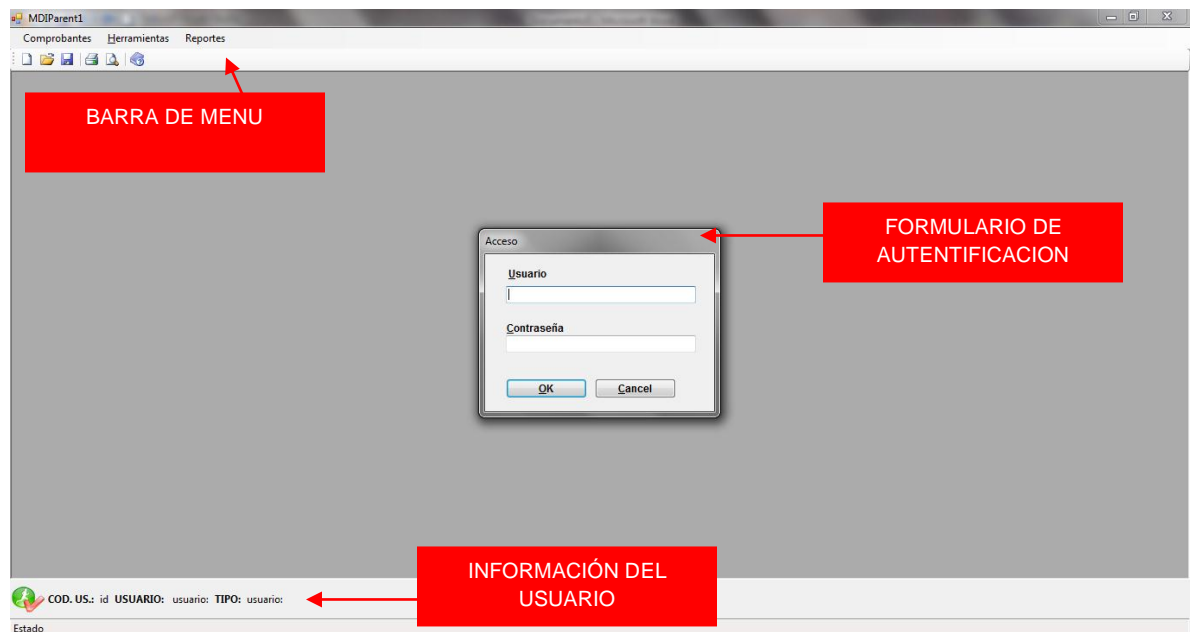 MDIParent1
Comprobantes Herramientas Reportes
BARRA DE MENU
FORMULARIO DE
AUTENTIFICACION
Acceso
Usuario
Contraseña
OK Cancel
INFORMACIÓN DEL
USUARIO
COD. US.: id USUARIO: usuario: TIPO: usuario:
Estado